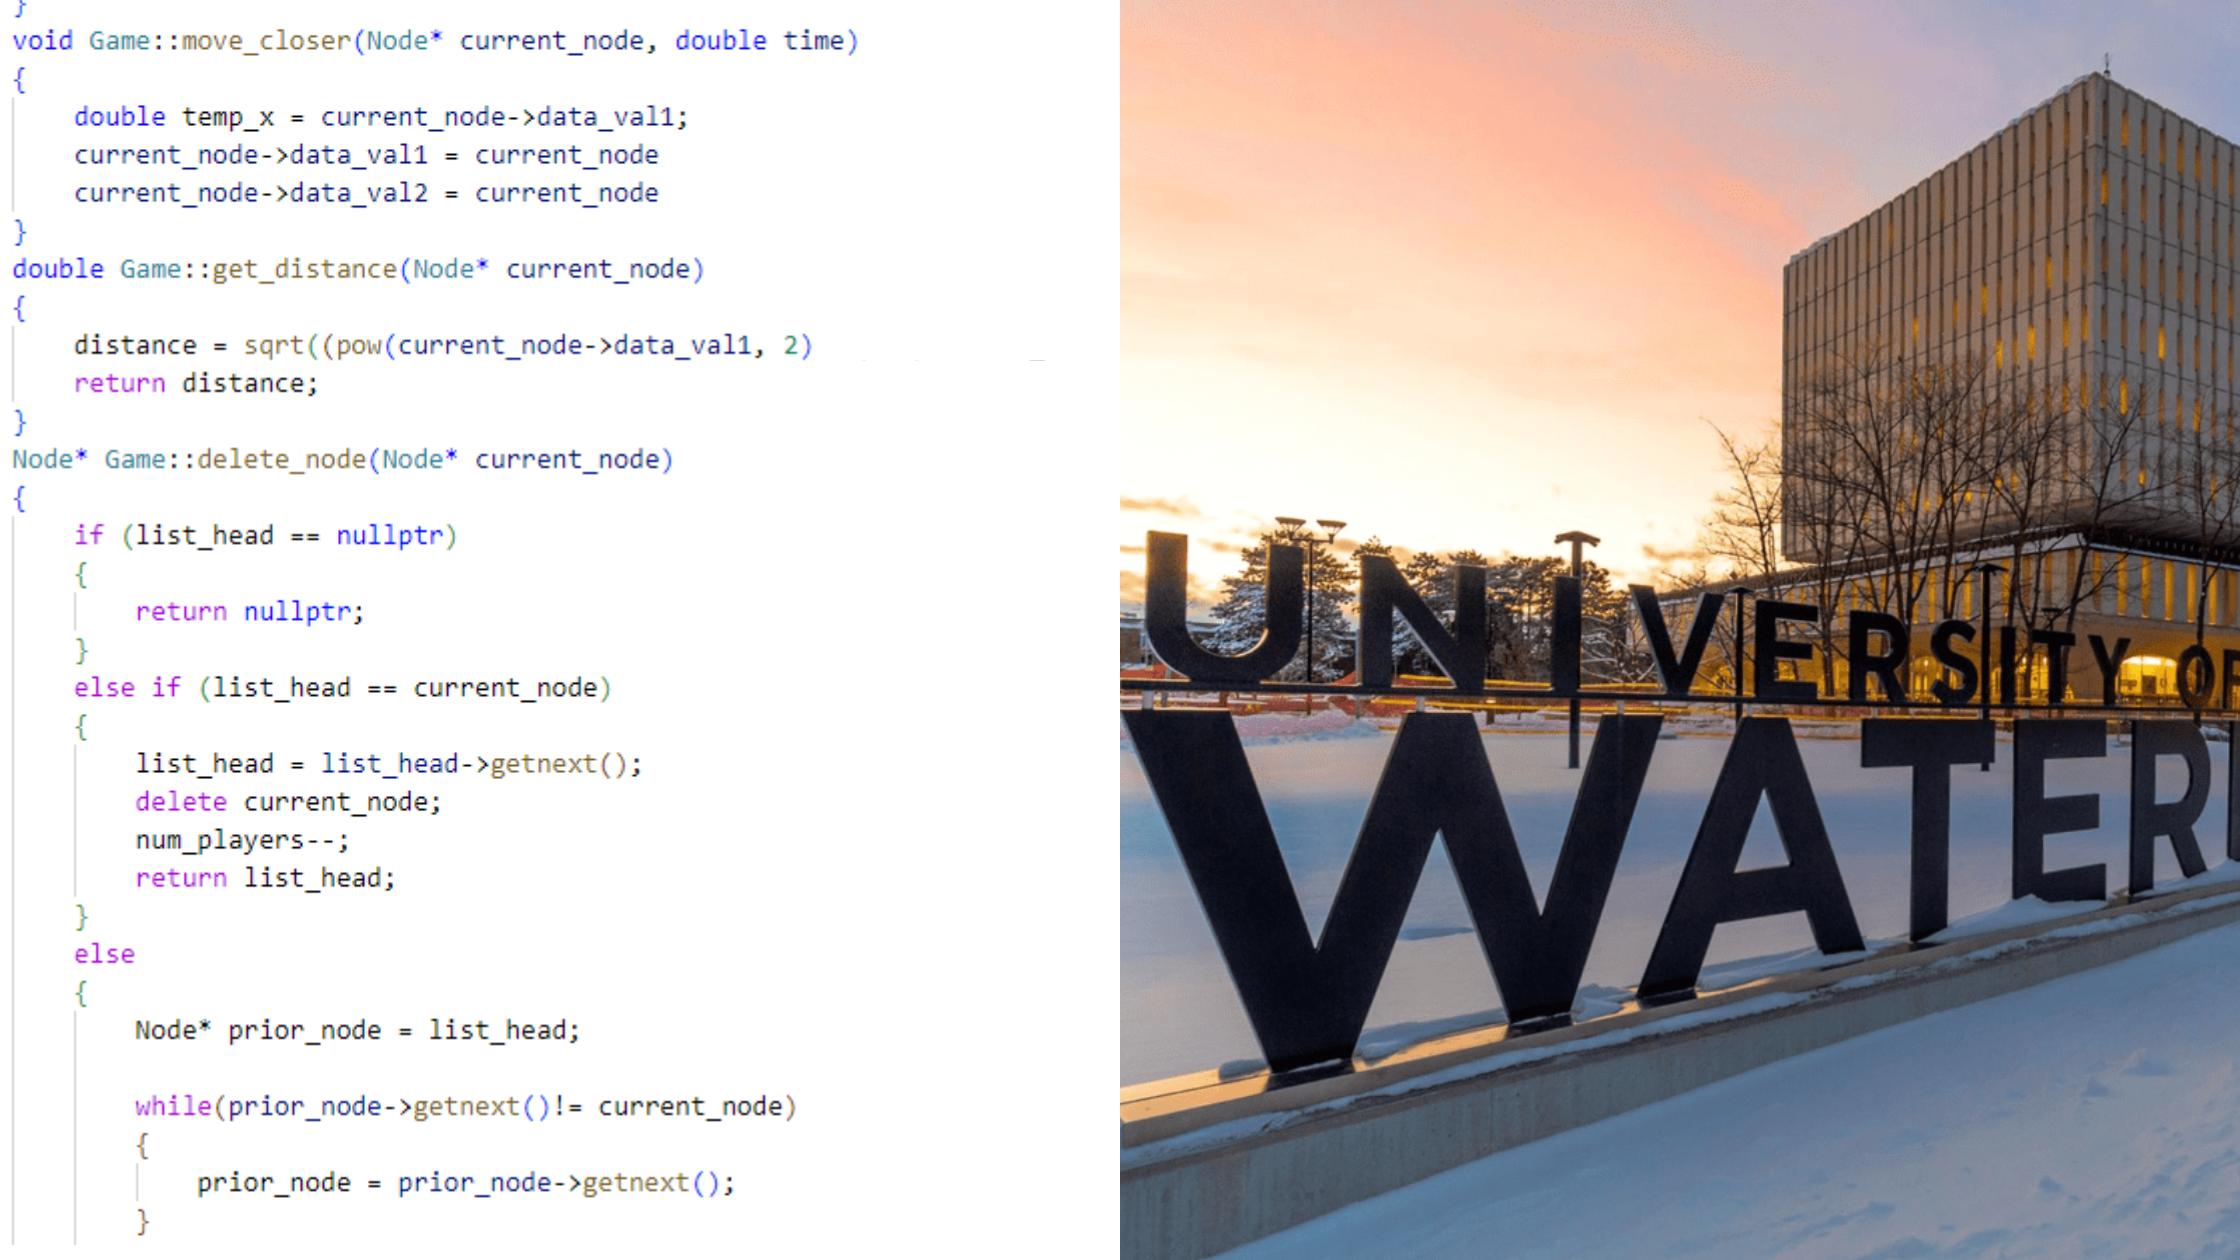 }
void Game::move_closer(Node* current_node, double time)
{
double temp_x = current_node->data_val1;
current_node->data_val1 = current_node
current_node->data_val2 = current_node
}
double Game::get_distance(Node* current_node)
{
distance = sqrt((pow(current_node->data_val1, 2)
return distance;
}
Node* Game::delete_node(Node* current_node)
{
if (list_head == nullptr)
{
return nullptr;
}
else if (list_head == current_node)
{
list_head = list_head->getnext();
delete current_node;
num_players--;
return list_head;
}
else
{
Node* prior_node = list_head;
while(prior_node->getnext()!= current_node)
{
prior_node = prior_node->getnext();
}
UNIVERSITY OF
WATER